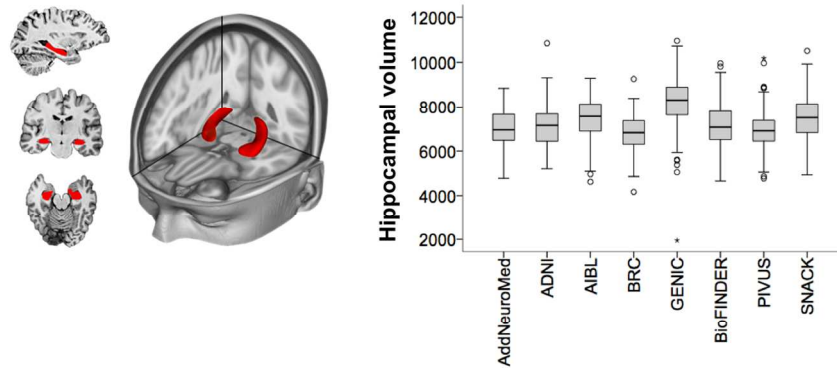 Hippocampal volume
12000
10000
8000
6000
4000
2000
AddNeuroMed
ADNI
AIBL
BRC
GENIC
BioFINDER
PIVUS
SNACK